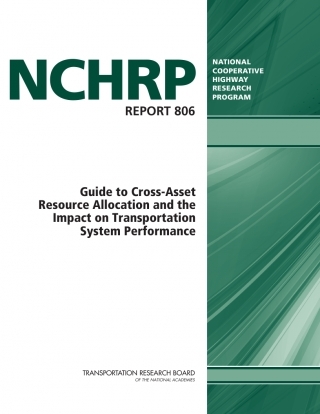 NCHRP
REPORT 806
NATIONAL
COOPERATIVE
HIGHWAY
RESEARCH
PROGRAM
Guide to Cross-Asset
Resource Allocation and the
Impact on Transportation
System Performance
TRANSPORTATION RESEARCH BOARD
OF THE NATIONAL ACADEMIES